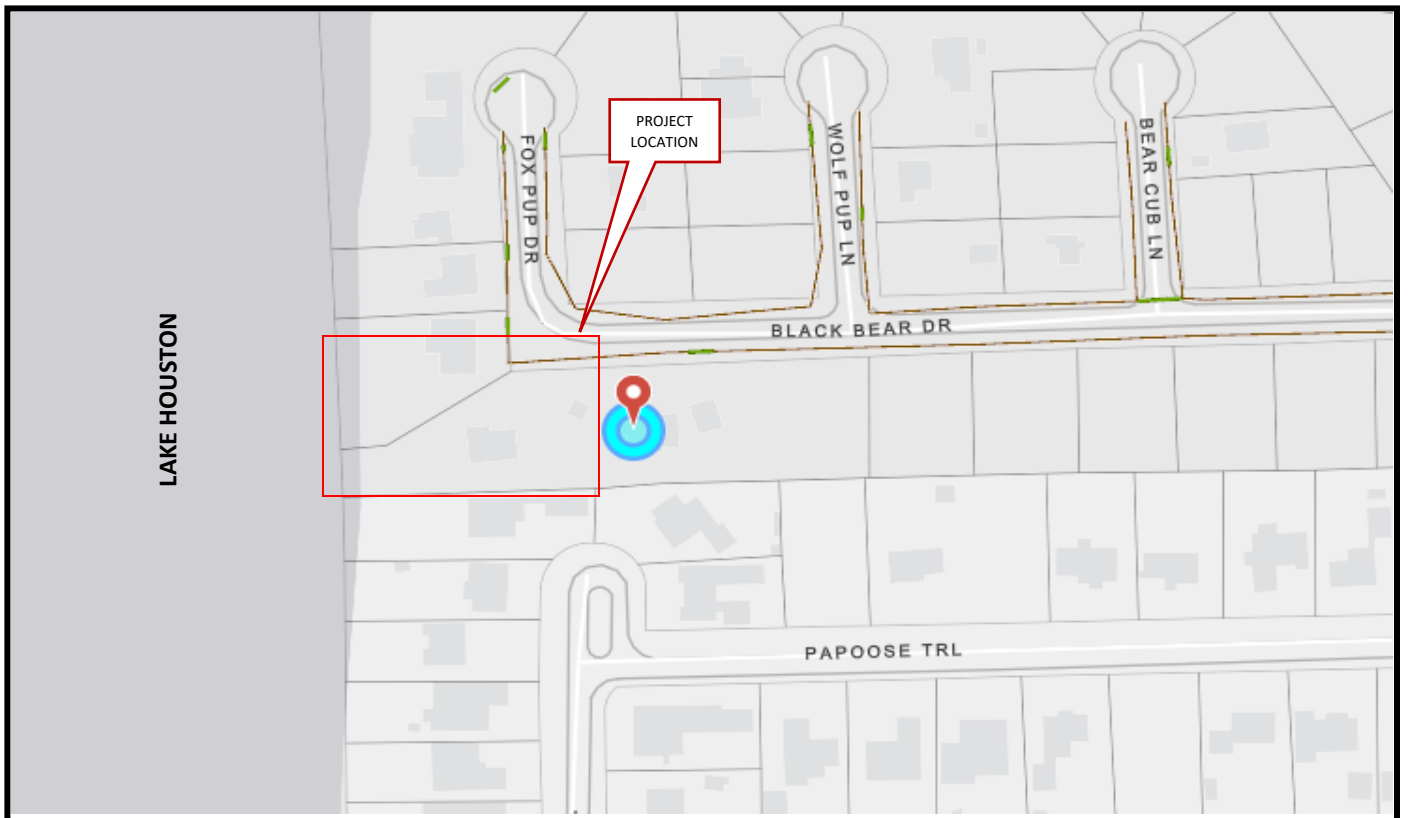 PROJECT
LOCATION
FOX PUP DR
WOLF PUP LN
BEAR CUB LN
BLACK BEAR DR
LAKE HOUSTON
PAPOOSE TRL